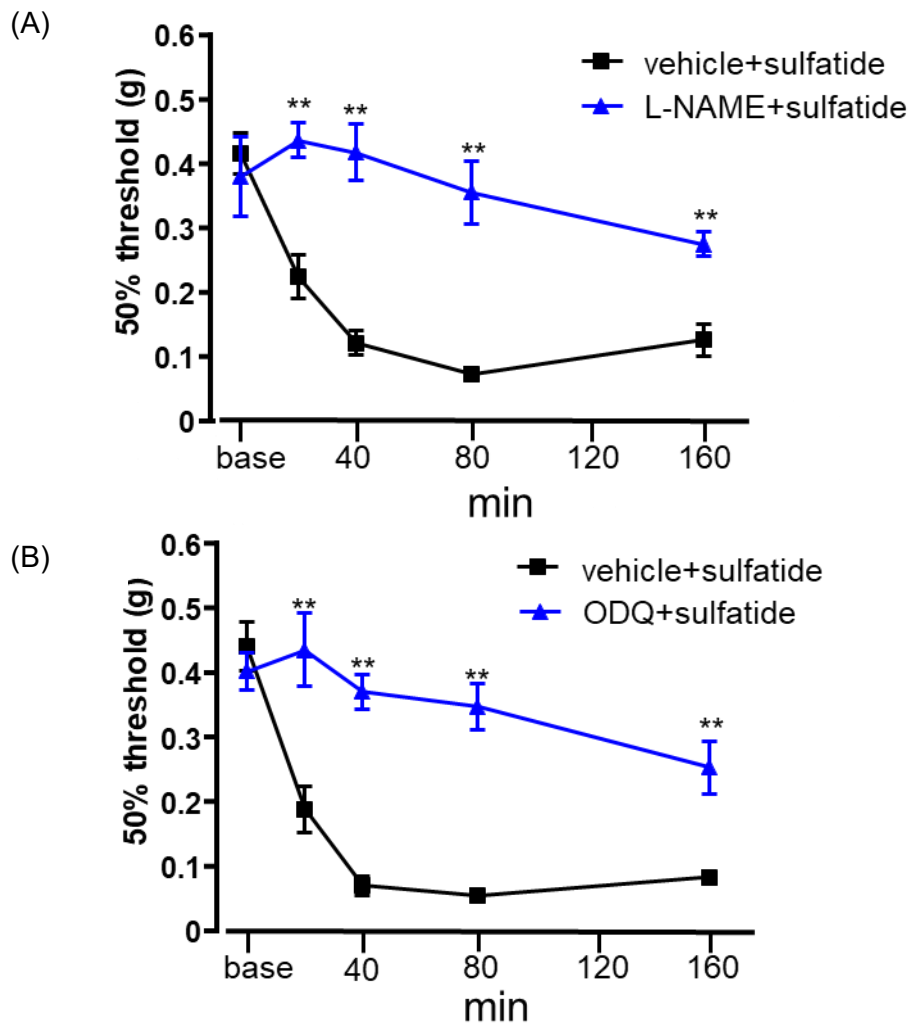 (A)
0.6
0.5
0.4
0.3
0.2
0.1
0
50% threshold (g)
vehicle+sulfatide
L-NAME+sulfatide
**
**
**
**
base 40 80 120 160
min
(B)
0.6
0.5
0.4
0.3
0.2
0.1
0
50% threshold (g)
vehicle+sulfatide
ODQ+sulfatide
**
**
**
**
base 40 80 120 160
min